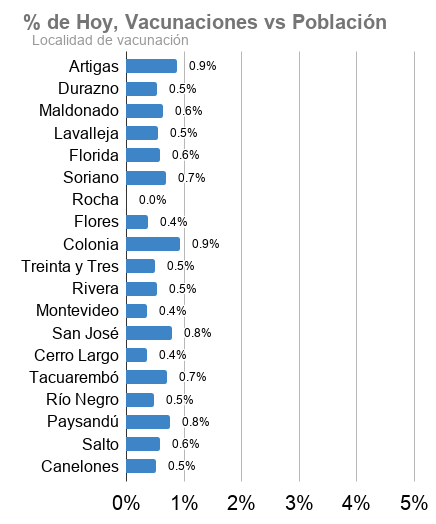 % de Hoy, Vacunaciones vs Población
Localidad de vacunación
Artigas 0.9%
Durazno 0.5%
Maldonado 0.6%
Lavalleja 0.5%
Florida 0.6%
Soriano 0.7%
Rocha 0.0%
Flores 0.4%
Colonia 0.9%
Treinta y Tres 0.5%
Rivera 0.5%
Montevideo 0.4%
San José 0.8%
Cerro Largo 0.4%
Tacuarembó 0.7%
Río Negro 0.5%
Paysandú 0.8%
Salto 0.6%
Canelones 0.5%
0% 1% 2% 3% 4% 5%